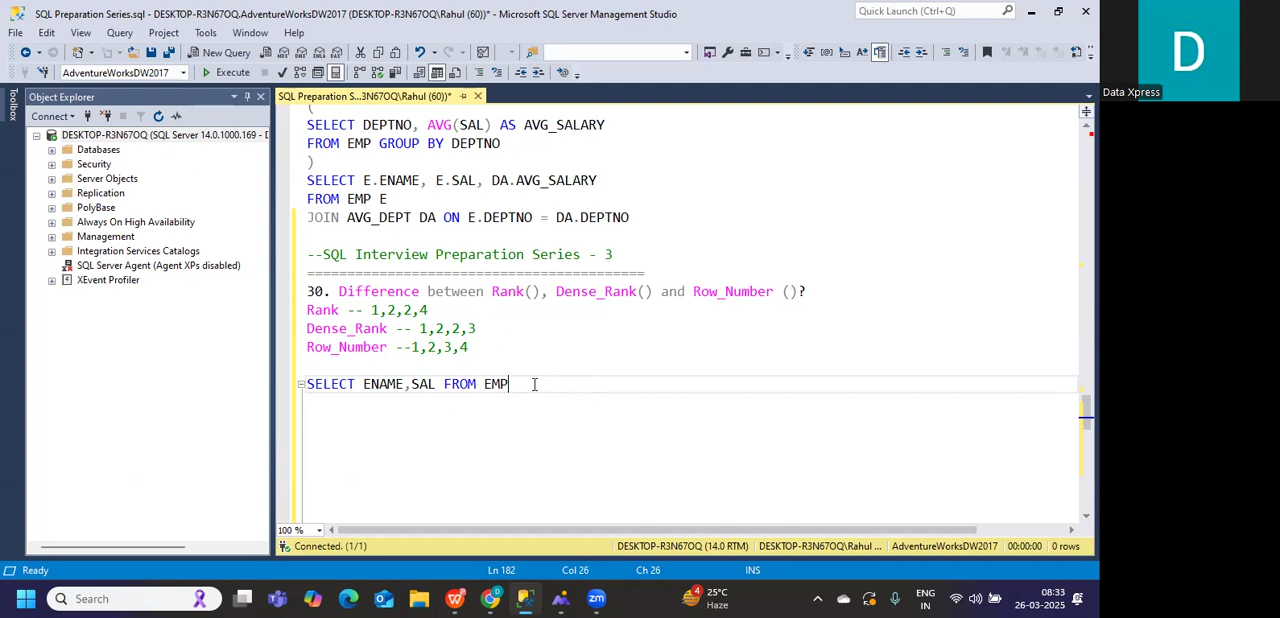 SQL Preparation Series.sql - DESKTOP-R3N67OQ.AdventureWorksDW2017 (DESKTOP-R3N67OQ\Rahul (60))* - Microsoft SQL Server Management Studio
Quick Launch (Ctrl+Q)
File Edit View Query Project Tools Window Help
New Query
AdventureWorksDW2017 Execute
Toolbox
Object Explorer
Connect
DESKTOP-R3N67OQ (SQL Server 14.0.1000.169 - D
Databases
Security
Server Objects
Replication
PolyBase
Always On High Availability
Management
Integration Services Catalogs
SQL Server Agent (Agent XPs disabled)
XEvent Profiler
SQL Preparation S...3N67OQ\Rahul (60))*
(
SELECT DEPTNO, AVG(SAL) AS AVG_SALARY
FROM EMP GROUP BY DEPTNO
)
SELECT E.ENAME, E.SAL, DA.AVG_SALARY
FROM EMP E
JOIN AVG_DEPT DA ON E.DEPTNO = DA.DEPTNO
--SQL Interview Preparation Series - 3
==========================================
30. Difference between Rank(), Dense_Rank() and Row_Number ()?
Rank -- 1,2,2,4
Dense_Rank -- 1,2,2,3
Row_Number --1,2,3,4
SELECT ENAME,SAL FROM EMP
100 %
Connected. (1/1) DESKTOP-R3N67OQ (14.0 RTM) DESKTOP-R3N67OQ\Rahul ... AdventureWorksDW2017 00:00:00 0 rows
Ready Ln 182 Col 26 Ch 26 INS
Search
4
25°C
Haze
ENG
IN
08:33
26-03-2025
D
Data Xpress